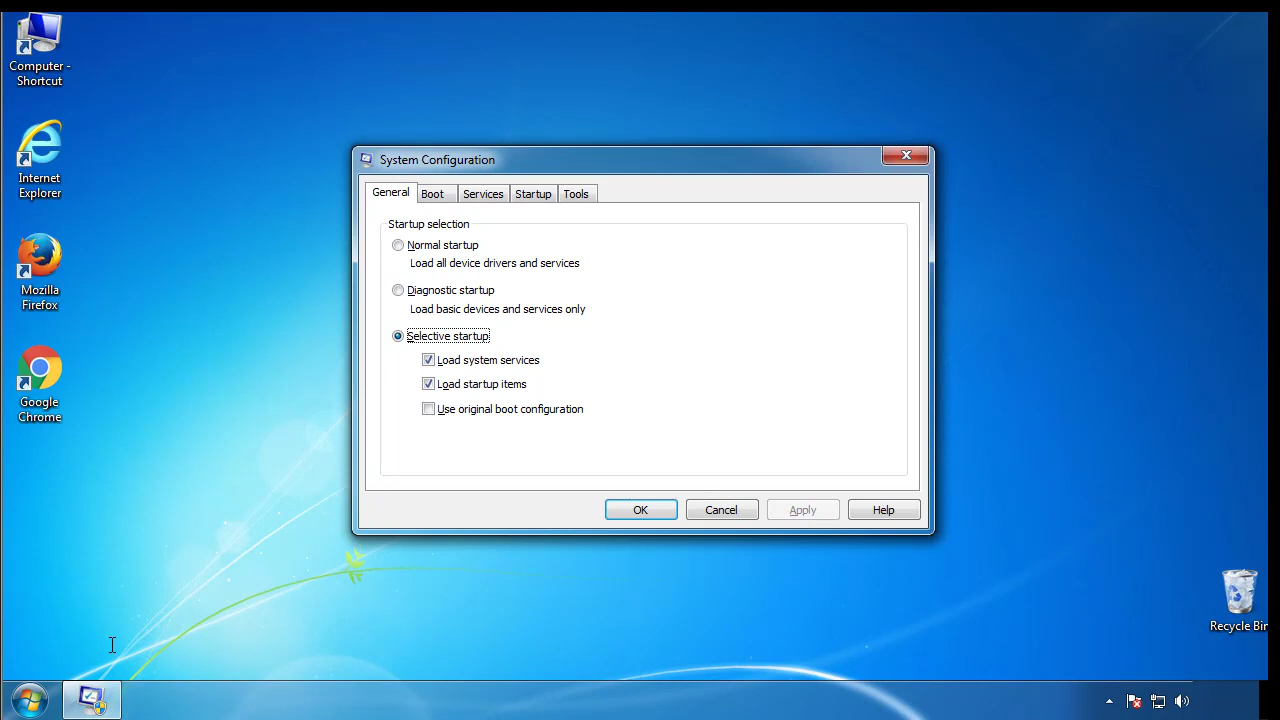 Computer -
Shortcut
Internet
Explorer
Mozilla
Firefox
Google
Chrome
System Configuration
General Boot Services Startup Tools
Startup selection
Normal startup
Load all device drivers and services
Diagnostic startup
Load basic devices and services only
Selective startup
Load system services
Load startup items
Use original boot configuration
OK Cancel Apply Help
Recycle Bin